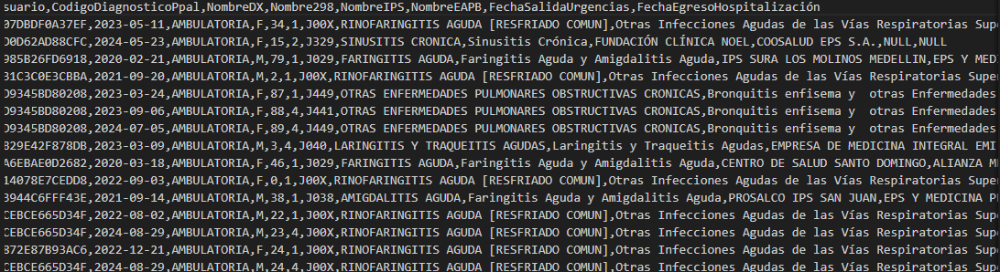 suario,CodigoDiagnosticoPpal,NombreDX,Nombre298,NombreIPS,NombreEAPB,FechaSalidaUrgencias,FechaEgresoHospitalización
07DBDF0A37EF,2023-05-11,AMBULATORIA,F,34,1,J00X,RINOFARINGITIS AGUDA [RESFRIADO COMUN],Otras Infecciones Agudas de las Vías Respiratorias Sup
D0D62AD88CFC,2024-05-23,AMBULATORIA,F,15,2,J329,SINUSITIS CRONICA,Sinusitis Crónica,FUNDACIÓN CLÍNICA NOEL,COOSALUD EPS S.A.,NULL,NULL
985B26FD6918,2020-02-21,AMBULATORIA,M,79,1,J029,FARINGITIS AGUDA,Faringitis Aguda y Amigdalitis Aguda,IPS SURA LOS MOLINOS MEDELLIN,EPS Y MED
31C3C0E3CBBA,2021-09-20,AMBULATORIA,M,2,1,J00X,RINOFARINGITIS AGUDA [RESFRIADO COMUN],Otras Infecciones Agudas de las Vías Respiratorias Supe
D9345BD80208,2023-03-24,AMBULATORIA,F,87,1,J449,OTRAS ENFERMEDADES PULMONARES OBSTRUCTIVAS CRONICAS,Bronquitis enfisema y  otras Enfermedades
D9345BD80208,2023-09-06,AMBULATORIA,F,88,4,J441,OTRAS ENFERMEDADES PULMONARES OBSTRUCTIVAS CRONICAS,Bronquitis enfisema y  otras Enfermedades
D9345BD80208,2024-07-05,AMBULATORIA,F,89,4,J449,OTRAS ENFERMEDADES PULMONARES OBSTRUCTIVAS CRONICAS,Bronquitis enfisema y  otras Enfermedades
829E42F878DB,2023-03-09,AMBULATORIA,M,3,4,J040,LARINGITIS Y TRAQUEITIS AGUDAS,Laringitis y Traqueitis Agudas,EMPRESA DE MEDICINA INTEGRAL EMI
A6EBAE0D2682,2020-03-18,AMBULATORIA,F,46,1,J029,FARINGITIS AGUDA,Faringitis Aguda y Amigdalitis Aguda,CENTRO DE SALUD SANTO DOMINGO,ALIANZA M
14078E7CEDD8,2022-09-03,AMBULATORIA,F,0,1,J00X,RINOFARINGITIS AGUDA [RESFRIADO COMUN],Otras Infecciones Agudas de las Vías Respiratorias Supe
3944C6FFF43E,2021-09-14,AMBULATORIA,M,38,1,J038,AMIGDALITIS AGUDA,Faringitis Aguda y Amigdalitis Aguda,PROSALCO IPS SAN JUAN,EPS Y MEDICINA P
CEBCE665D34F,2022-08-02,AMBULATORIA,M,22,1,J00X,RINOFARINGITIS AGUDA [RESFRIADO COMUN],Otras Infecciones Agudas de las Vías Respiratorias Sup
CEBCE665D34F,2024-08-29,AMBULATORIA,M,23,4,J00X,RINOFARINGITIS AGUDA [RESFRIADO COMUN],Otras Infecciones Agudas de las Vías Respiratorias Sup
872E87B93AC6,2022-12-21,AMBULATORIA,F,24,1,J00X,RINOFARINGITIS AGUDA [RESFRIADO COMUN],Otras Infecciones Agudas de las Vías Respiratorias Sup
CEBCE665D34F,2024-08-29,AMBULATORIA,M,24,4,J00X,RINOFARINGITIS AGUDA [RESFRIADO COMUN],Otras Infecciones Agudas de las Vías Respiratorias Sup